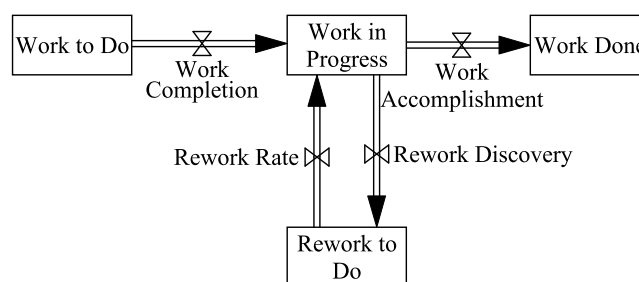 Work to Do
Work
Completion
Work in
Progress
Work
Accomplishment
Work Done
Rework Rate
Rework Discovery
Rework to
Do